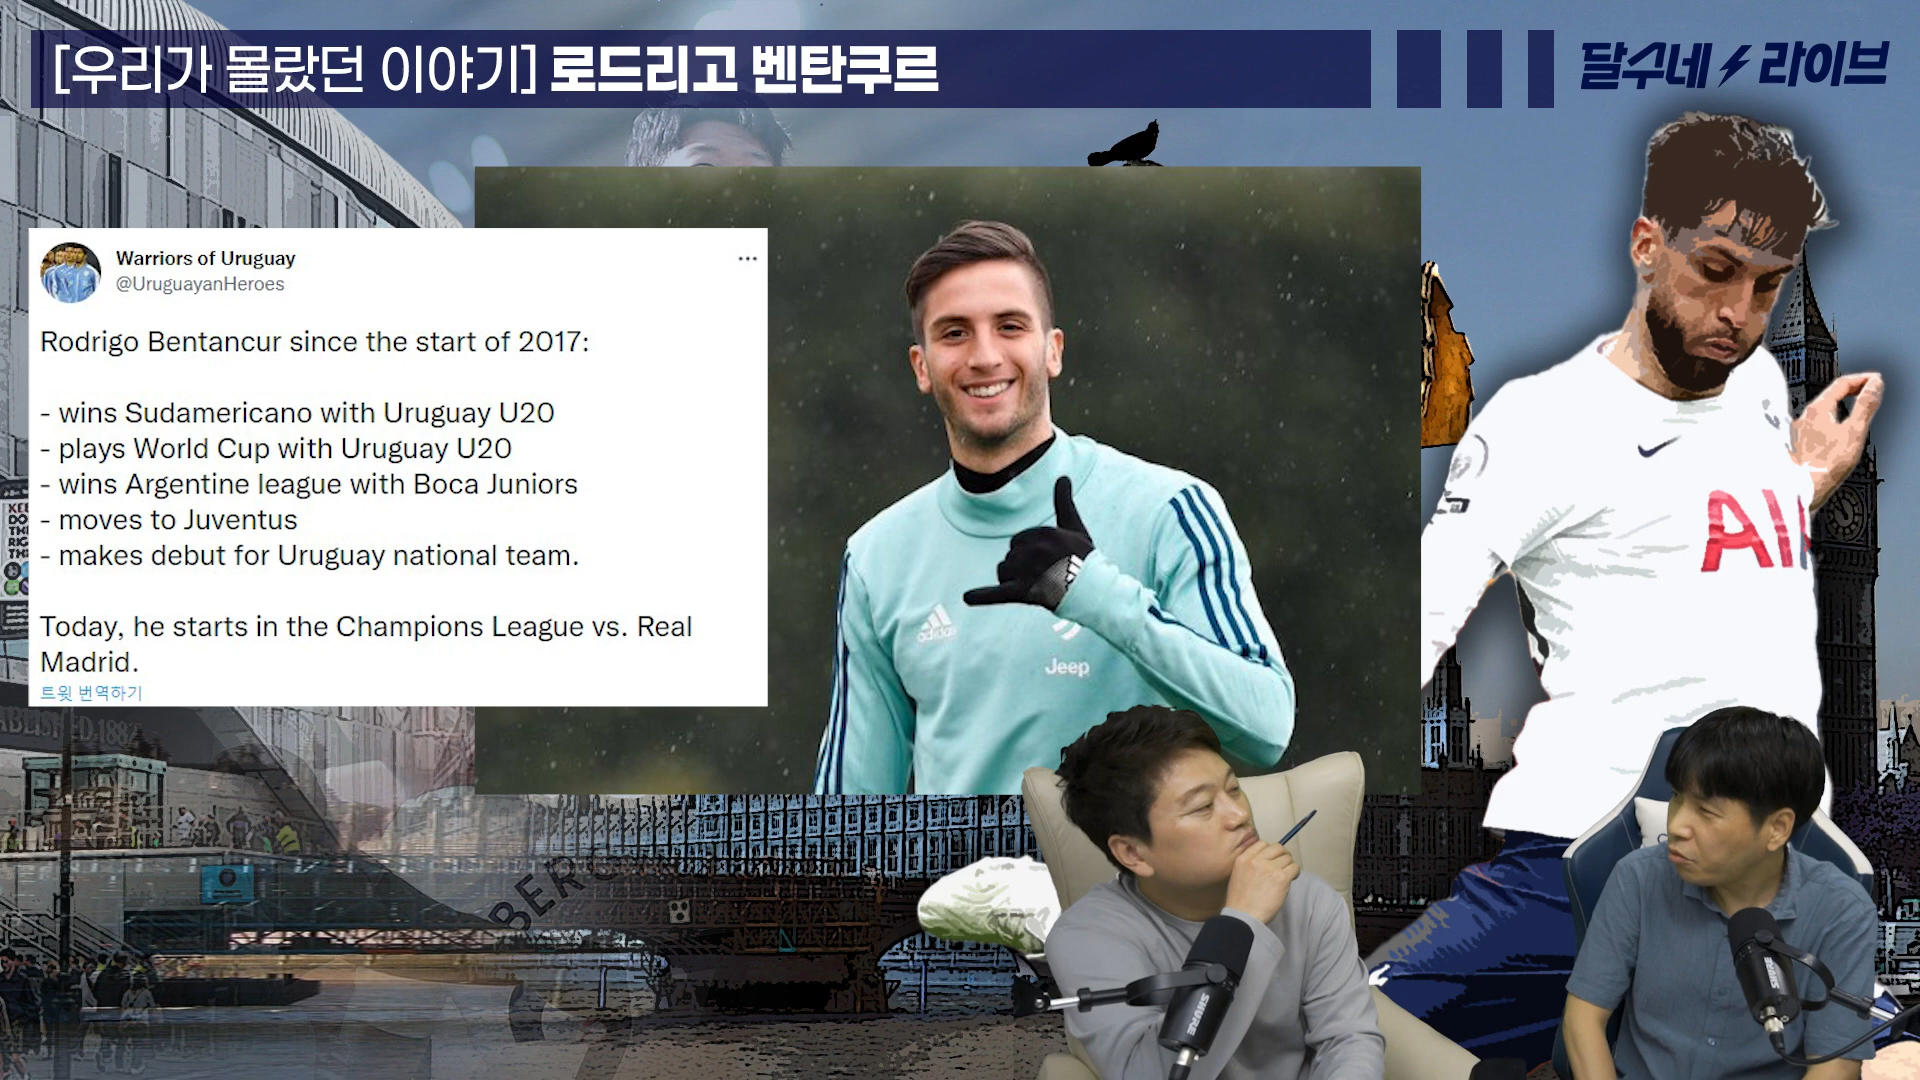 [우리가 몰랐던 이야기] 로드리고 벤탄쿠르
달수네 라이브
Warriors of Uruguay
@UruguayanHeroes
Rodrigo Bentancur since the start of 2017:
- wins Sudamericano with Uruguay U20
- plays World Cup with Uruguay U20
- wins Argentine league with Boca Juniors
- moves to Juventus
- makes debut for Uruguay national team.
Today, he starts in the Champions League vs. Real
Madrid.
트윗 번역하기
adidas
Jeep
AI
SHURE
SHURE